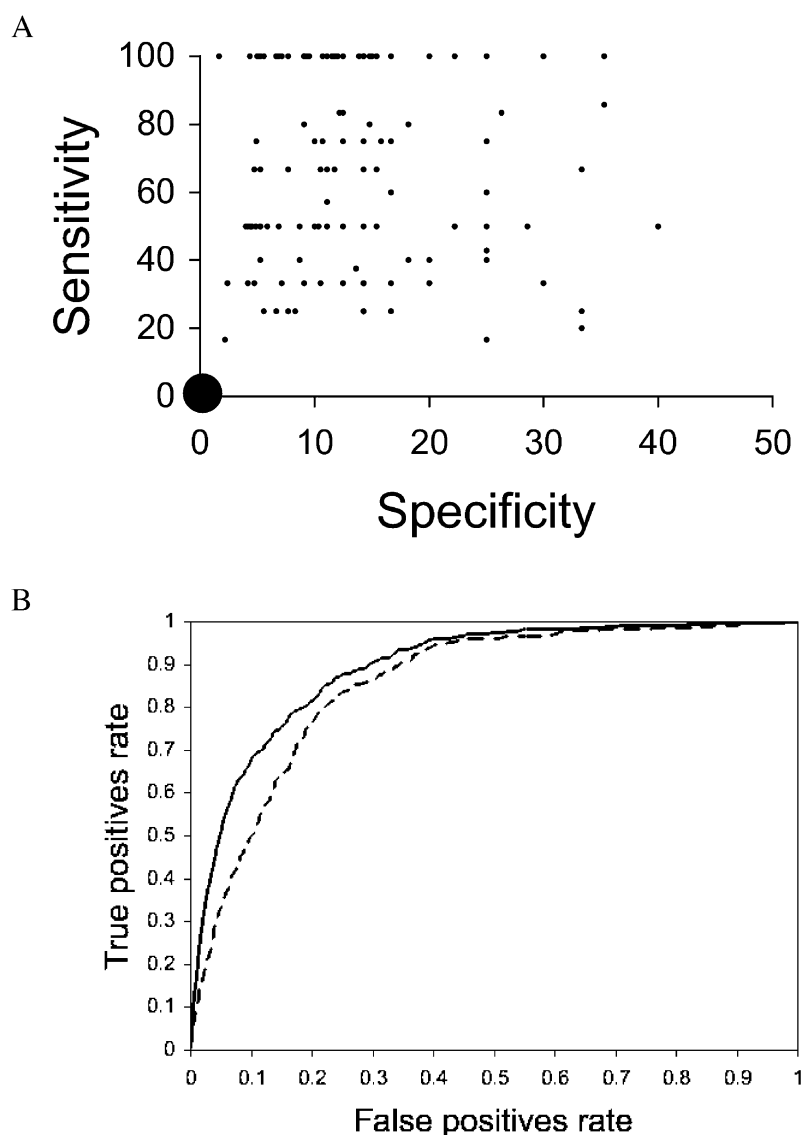 A
100
80
60
40
20
0
Sensitivity
0 10 20 30 40 50
Specificity
B
1
0.9
0.8
0.7
0.6
0.5
0.4
0.3
0.2
0.1
0
True positives rate
0 0.1 0.2 0.3 0.4 0.5 0.6 0.7 0.8 0.9 1
False positives rate